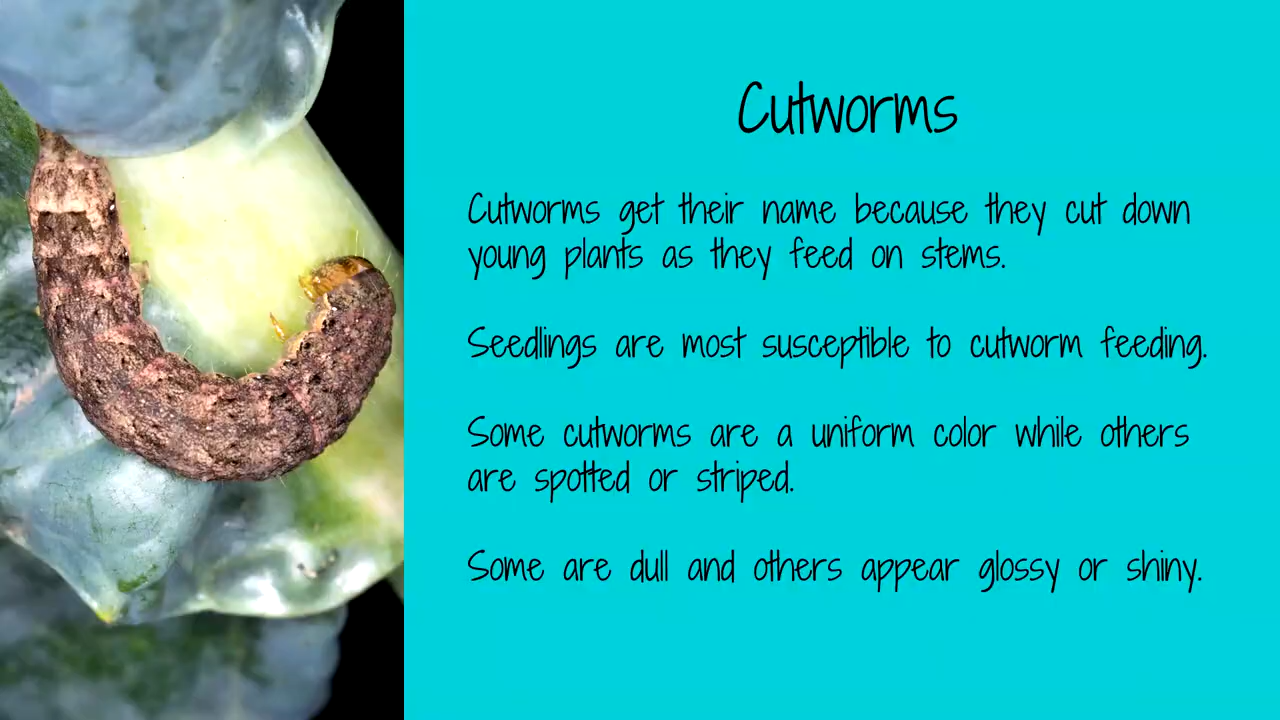 Cutworms
Cutworms get their name because they cut down
young plants as they feed on stems.
Seedlings are most susceptible to cutworm feeding.
Some cutworms are a uniform color while others
are spotted or striped.
Some are dull and others appear glossy or shiny.